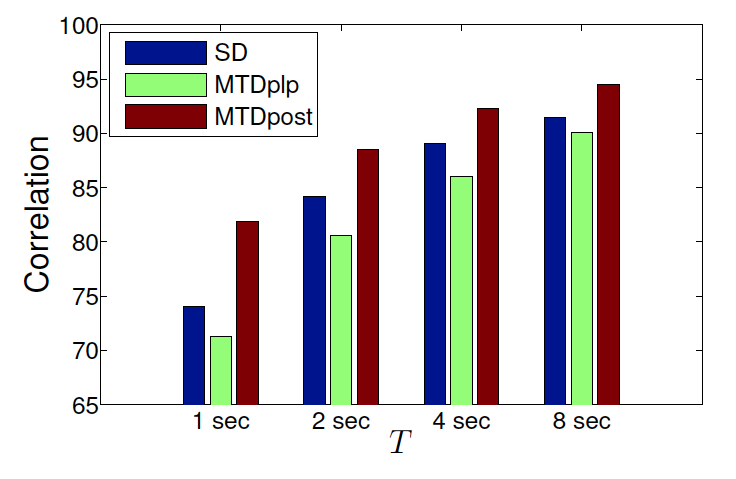 100
95
90
85
80
75
70
65
Correlation
SD
MTDplp
MTDpost
1 sec 2 sec 4 sec 8 sec
T